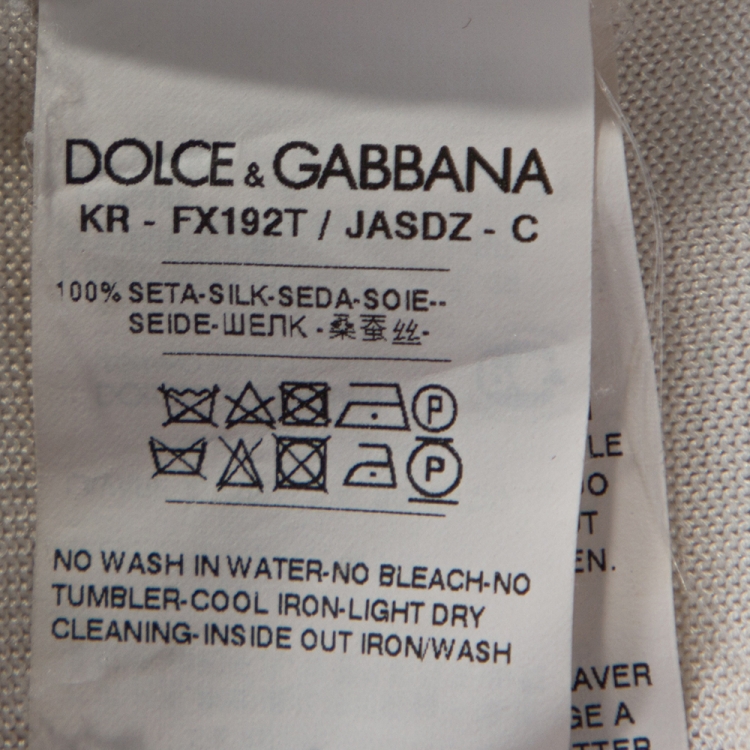 DOLCE & GABBANA
KR - FX192T / JASDZ - C
100% SETA-SILK-SEDA-SOIE--
SEIDE-ШЕЛК -桑蚕丝-
P
P
NO WASH IN WATER-NO BLEACH-NO
TUMBLER-COOL IRON-LIGHT DRY
CLEANING-INSIDE OUT IRON/WASH
LE
EN.
AVER
GE A